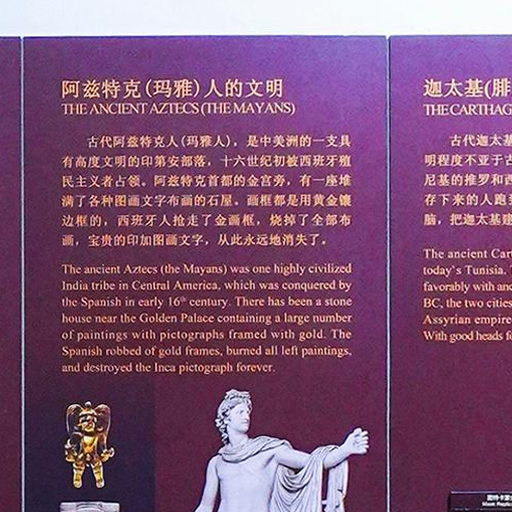 阿兹特克(玛雅)人的文明
THE ANCIENT AZTECS (THE MAYANS)
古代阿兹特克人(玛雅人),是中美洲的一支具
有高度文明的印第安部落,十六世纪初被西班牙殖
民主义者占领。阿兹特克首都的金宫旁,有一座堆
满了各种图画文字布画的石屋。画框都是用黄金镶
边框的,西班牙人抢走了金画框,烧掉了全部布
画,宝贵的印加图画文字,从此永远地消失了。
The ancient Aztecs (the Mayans) was one highly civilized
India tribe in Central America, which was conquered by
the Spanish in early 16th century. There has been a stone
house near the Golden Palace containing a large number
of paintings with pictographs framed with gold. The
Spanish robbed of gold frames, burned all left paintings,
and destroyed the Inca pictograph forever.
迦太基(腓
THE CARTHAG
古代迦太基
明程度不亚于古
尼基的推罗和西
存下来的人跑到
脑,把迦太基建
The ancient Cart
today's Tunisia.
favorably with anc
BC, the two cities
Assyrian empire
With good heads fo